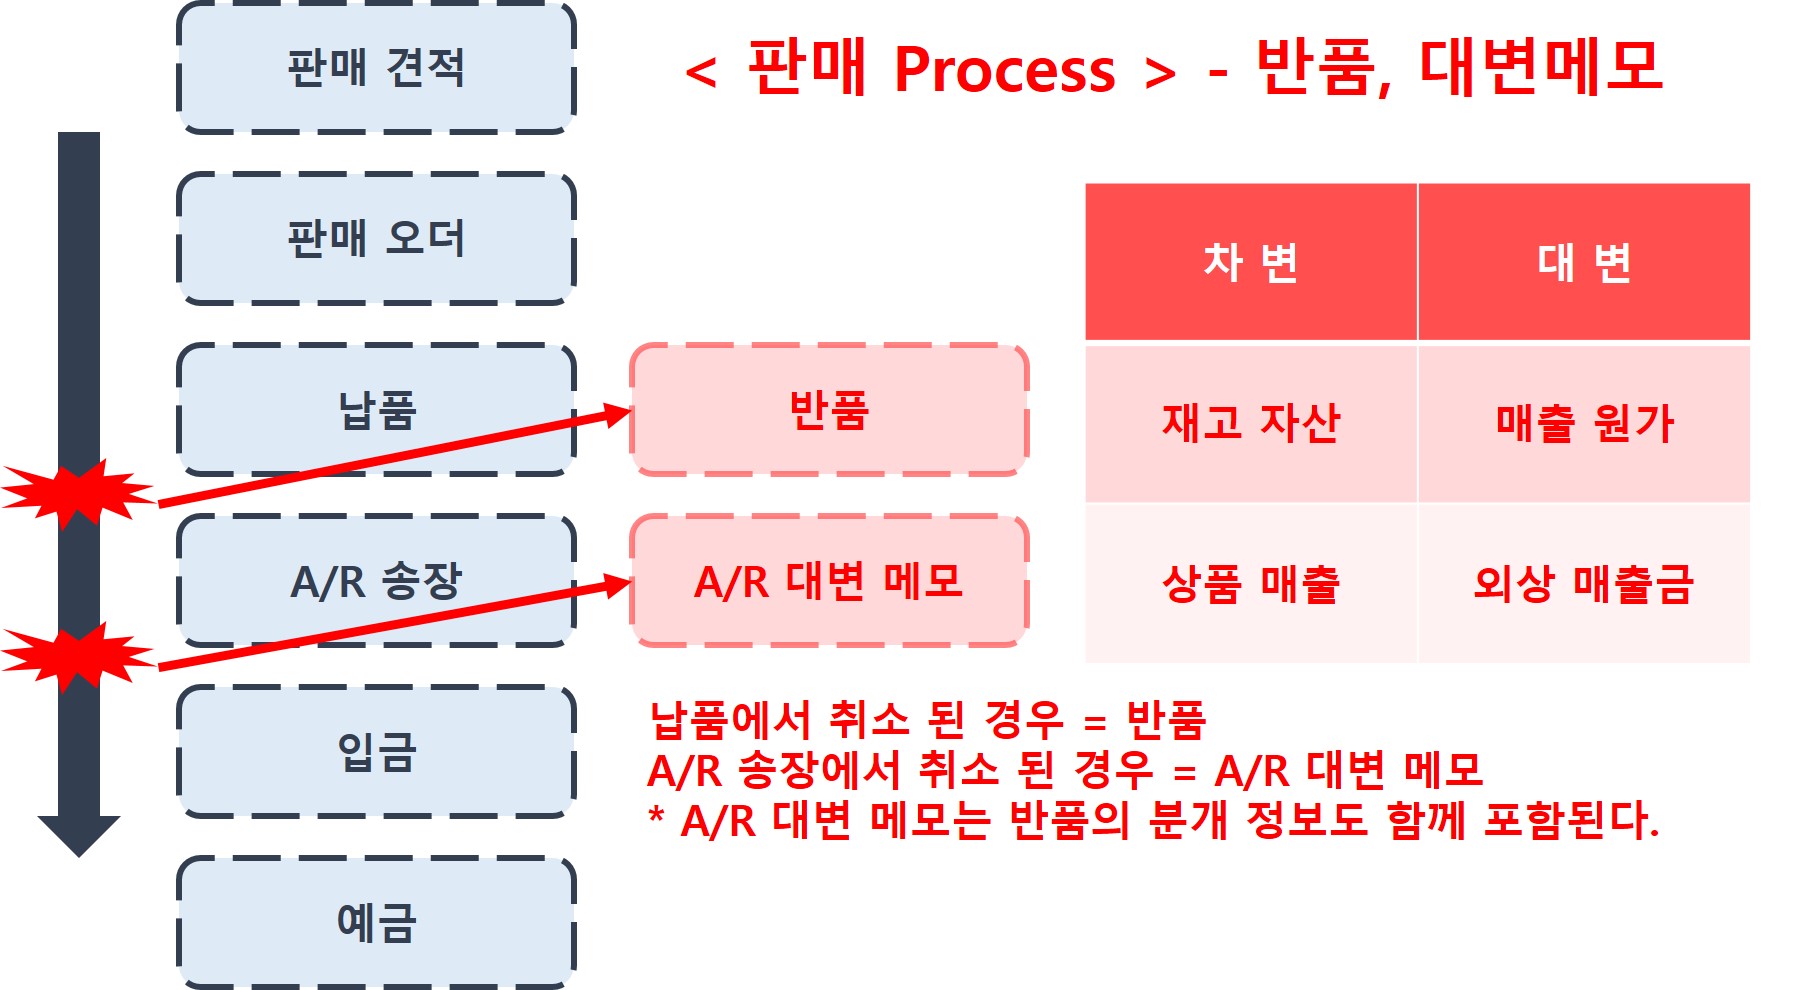 판매 견적
< 판매 Process > - 반품, 대변메모
판매 오더
차 변
대 변
납품
반품
재고 자산
매출 원가
A/R 송장
A/R 대변 메모
상품 매출
외상 매출금
입금
납품에서 취소 된 경우 = 반품
A/R 송장에서 취소 된 경우 = A/R 대변 메모
* A/R 대변 메모는 반품의 분개 정보도 함께 포함된다.
예금